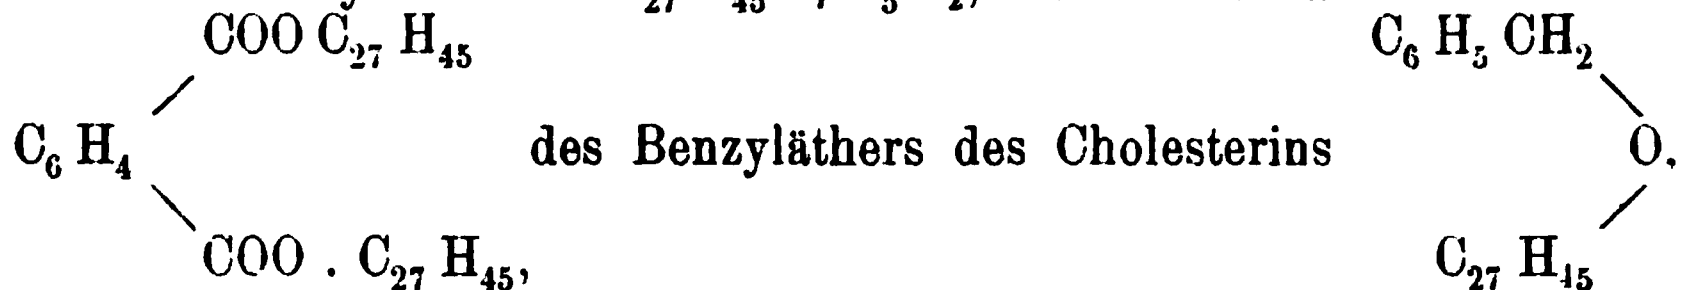 COO C₂₇ H₄₅ C₆ H₅ CH₂
C₆ H₄ des Benzyläthers des Cholesterins O,
COO . C₂₇ H₄₅, C₂₇ H₄₅